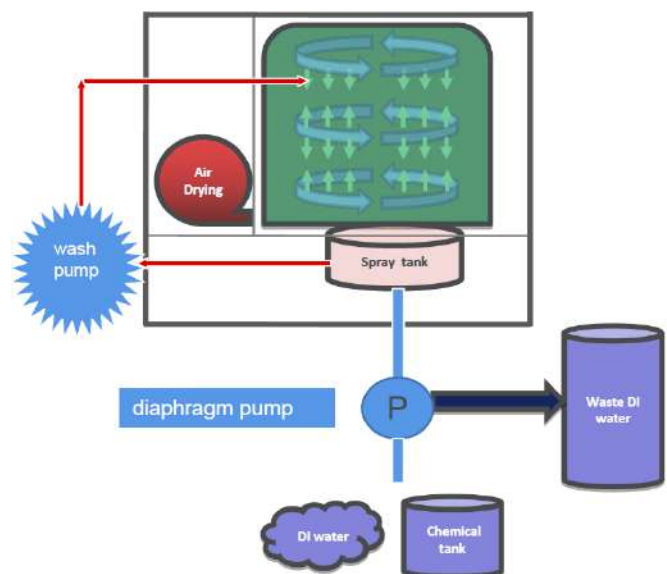 Air
Drying
wash
pump
Spray tank
diaphragm pump
P
Waste DI
water
DI water
Chemical
tank